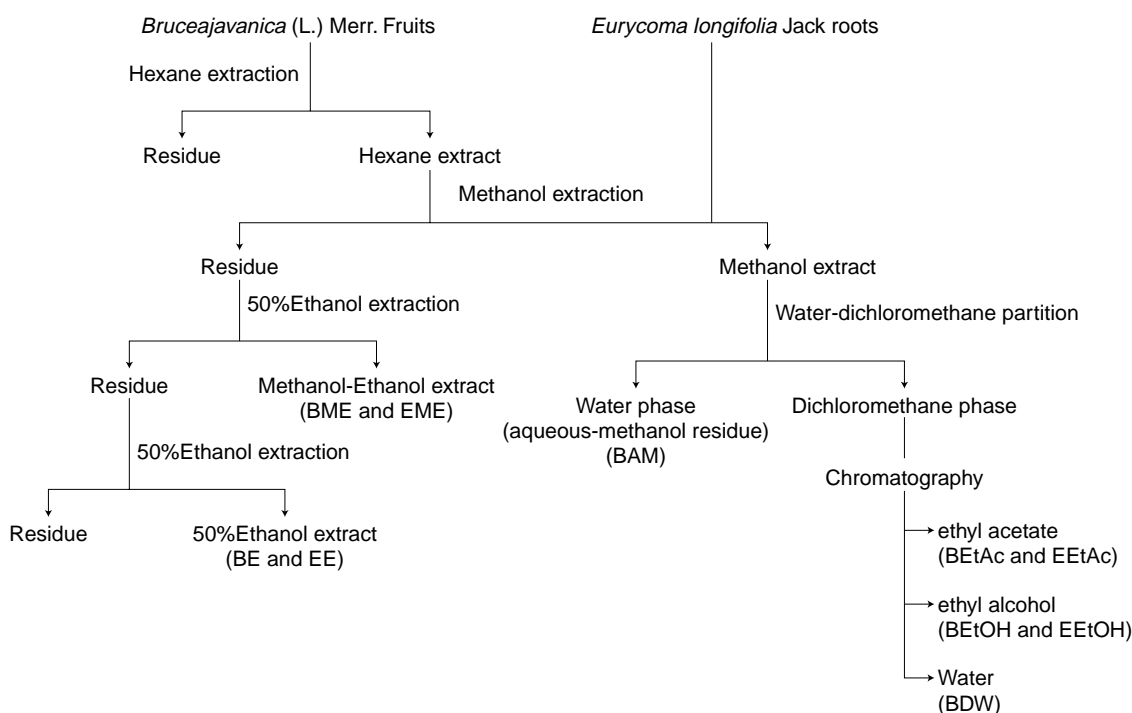 Bruceajavanica (L.) Merr. Fruits
Eurycoma longifolia Jack roots
Hexane extraction
Residue
Hexane extract
Methanol extraction
Residue
Methanol extract
50%Ethanol extraction
Water-dichloromethane partition
Residue
Methanol-Ethanol extract
(BME and EME)
Water phase
(aqueous-methanol residue)
(BAM)
Dichloromethane phase
50%Ethanol extraction
Chromatography
Residue
50%Ethanol extract
(BE and EE)
ethyl acetate
(BEtAc and EEtAc)
ethyl alcohol
(BEtOH and EEtOH)
Water
(BDW)